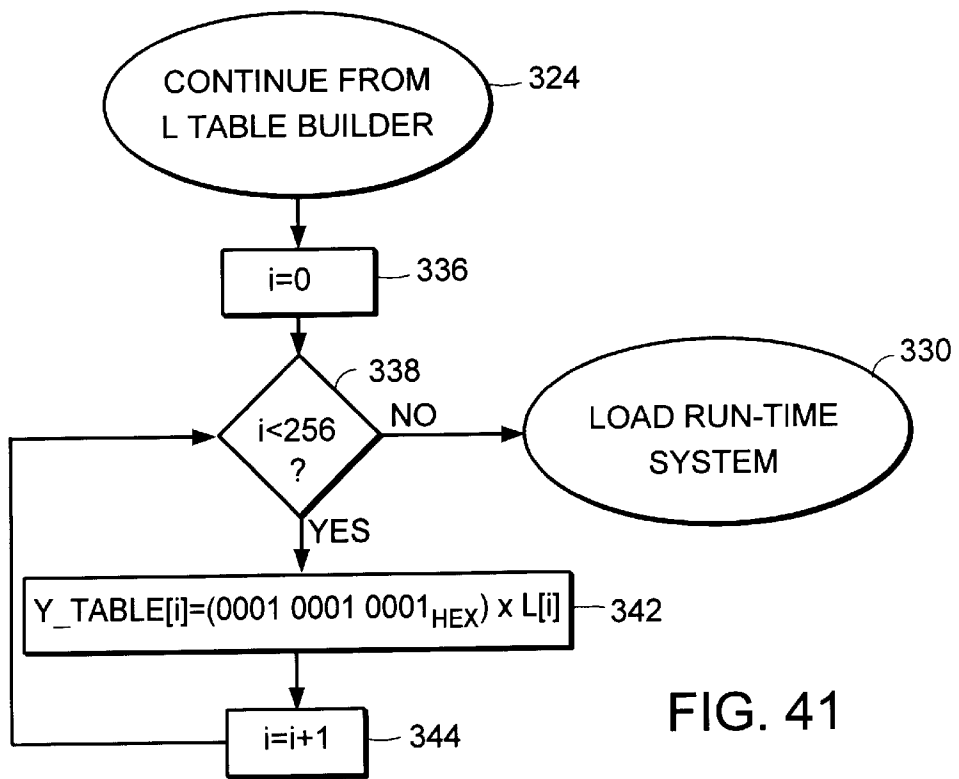 CONTINUE FROM
L TABLE BUILDER
324
i=0
336
338
i<256
?
NO
YES
330
LOAD RUN-TIME
SYSTEM
Y_TABLE[i]=(0001 0001 0001HEX) x L[i]
342
i=i+1
344
FIG. 41